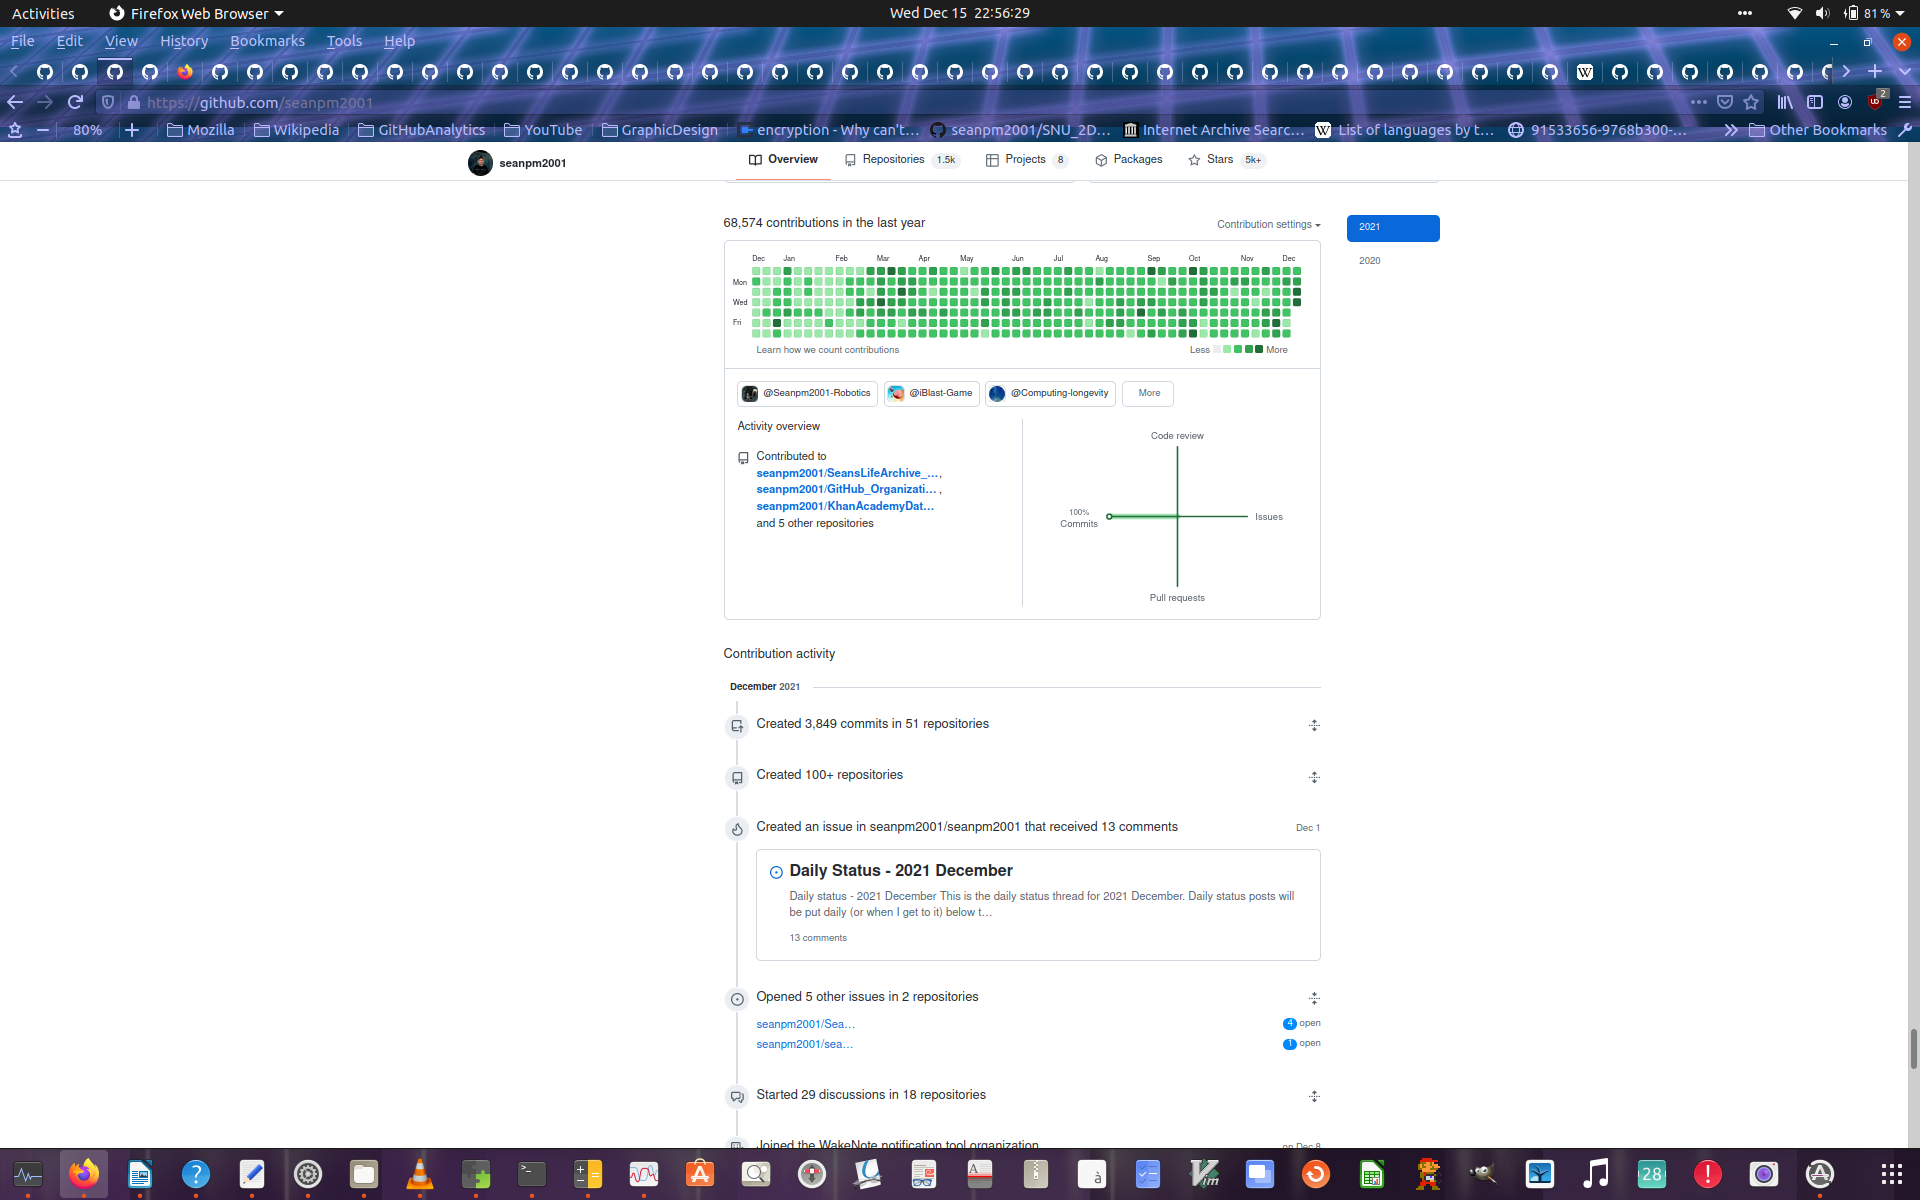 Activities Firefox Web Browser Wed Dec 15 22:56:29 81 %
File Edit View History Bookmarks Tools Help
https://github.com/seanpm2001 2
80% Mozilla Wikipedia GitHubAnalytics YouTube GraphicDesign encryption - Why can't… seanpm2001/SNU_2D… Internet Archive Searc… List of languages by t… 91533656-9768b300-… Other Bookmarks
seanpm2001 Overview Repositories 1.5k Projects 8 Packages Stars 5k+
68,574 contributions in the last year Contribution settings 2021
2020
Dec Jan Feb Mar Apr May Jun Jul Aug Sep Oct Nov Dec
Mon
Wed
Fri
Learn how we count contributions Less More
@Seanpm2001-Robotics @iBlast-Game @Computing-longevity More
Activity overview
Contributed to
seanpm2001/SeansLifeArchive_…,
seanpm2001/GitHub_Organizati… ,
seanpm2001/KhanAcademyDat…
and 5 other repositories
Code review
100%
Commits
Issues
Pull requests
Contribution activity
December 2021
Created 3,849 commits in 51 repositories
Created 100+ repositories
Created an issue in seanpm2001/seanpm2001 that received 13 comments Dec 1
Daily Status - 2021 December
Daily status - 2021 December This is the daily status thread for 2021 December. Daily status posts will
be put daily (or when I get to it) below t…
13 comments
Opened 5 other issues in 2 repositories
seanpm2001/Sea… 4 open
seanpm2001/sea… 1 open
Started 29 discussions in 18 repositories
Joined the WakeNote notification tool organization on Dec 8
28